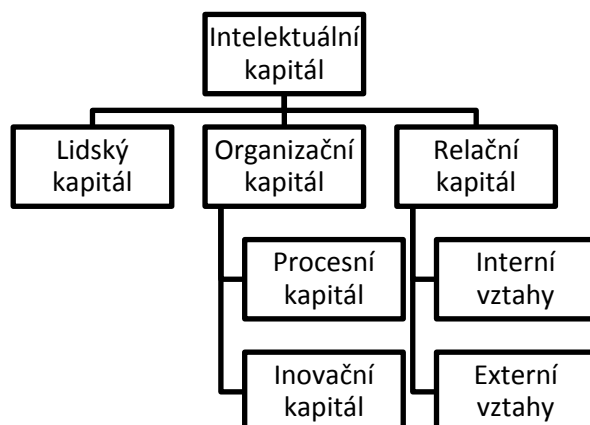 Intelektuální
kapitál
Lidský
kapitál
Organizační
kapitál
Relační
kapitál
Procesní
kapitál
Interní
vztahy
Inovační
kapitál
Externí
vztahy